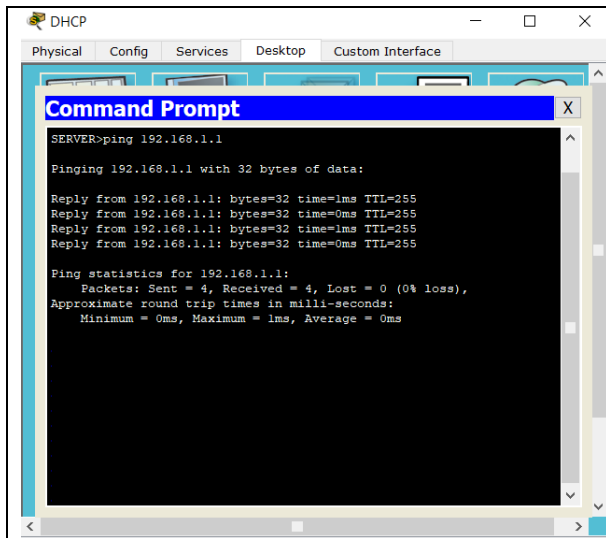 DHCP
Physical Config Services Desktop Custom Interface
Command Prompt X
SERVER>ping 192.168.1.1
Pinging 192.168.1.1 with 32 bytes of data:
Reply from 192.168.1.1: bytes=32 time=1ms TTL=255
Reply from 192.168.1.1: bytes=32 time=0ms TTL=255
Reply from 192.168.1.1: bytes=32 time=1ms TTL=255
Reply from 192.168.1.1: bytes=32 time=0ms TTL=255
Ping statistics for 192.168.1.1:
Packets: Sent = 4, Received = 4, Lost = 0 (0% loss),
Approximate round trip times in milli-seconds:
Minimum = 0ms, Maximum = 1ms, Average = 0ms